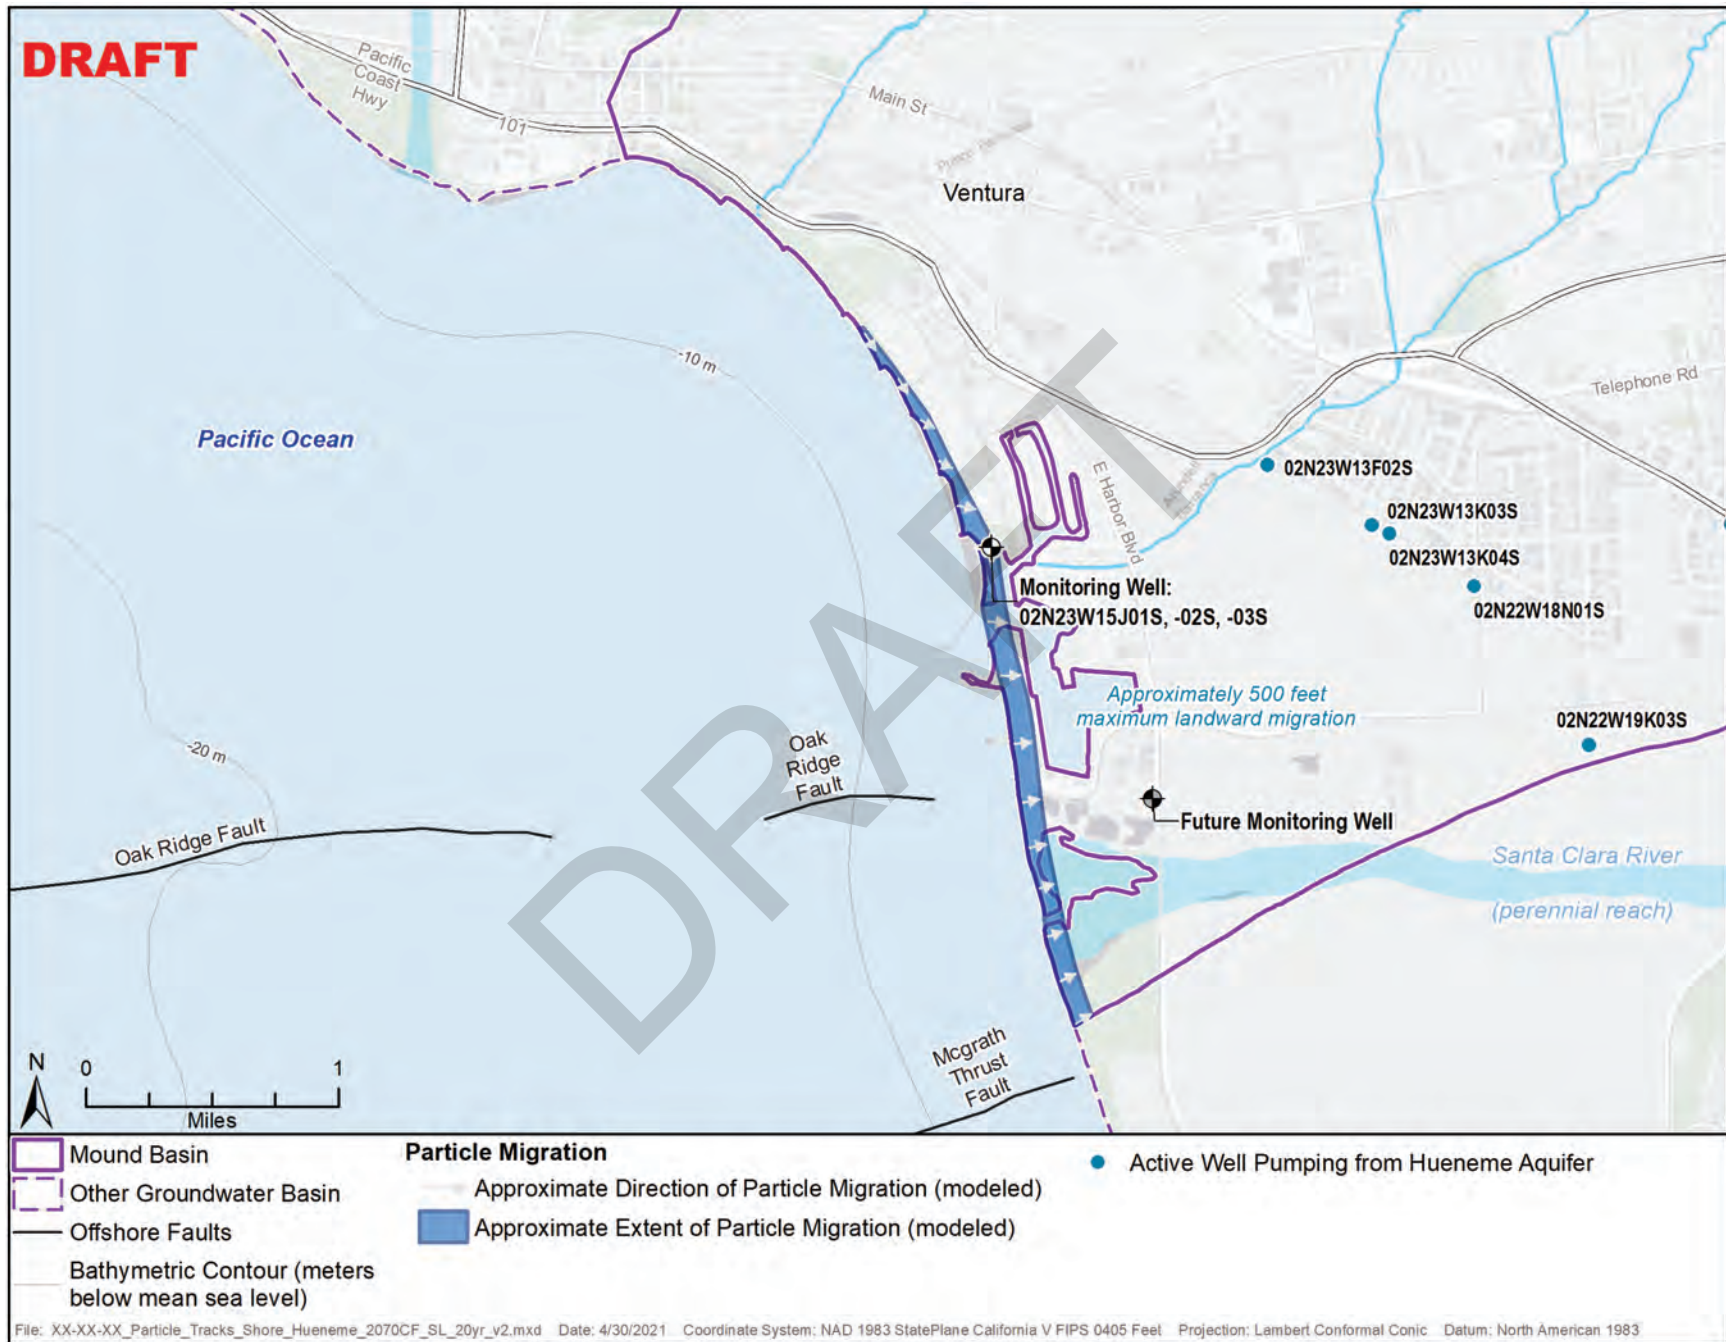 DRAFT
Pacific
Coast
Hwy
101
Main St
Ventura
-10 m
Telephone Rd
Pacific Ocean
E Harbor Blvd
Barranca
02N23W13F02S
02N23W13K03S
02N23W13K04S
02N22W18N01S
Monitoring Well:
02N23W15J01S, -02S, -03S
Approximately 500 feet
maximum landward migration
02N22W19K03S
-20 m
Oak
Ridge
Fault
Oak Ridge Fault
Future Monitoring Well
Santa Clara River
(perennial reach)
DRAFT
Mcgrath
Thrust
Fault
N
0 1
Miles
Mound Basin
Other Groundwater Basin
Offshore Faults
Bathymetric Contour (meters
below mean sea level)
Particle Migration
Approximate Direction of Particle Migration (modeled)
Approximate Extent of Particle Migration (modeled)
Active Well Pumping from Hueneme Aquifer
File: XX-XX-XX_Particle_Tracks_Shore_Hueneme_2070CF_SL_20yr_v2.mxd Date: 4/30/2021 Coordinate System: NAD 1983 StatePlane California V FIPS 0405 Feet Projection: Lambert Conformal Conic Datum: North American 1983